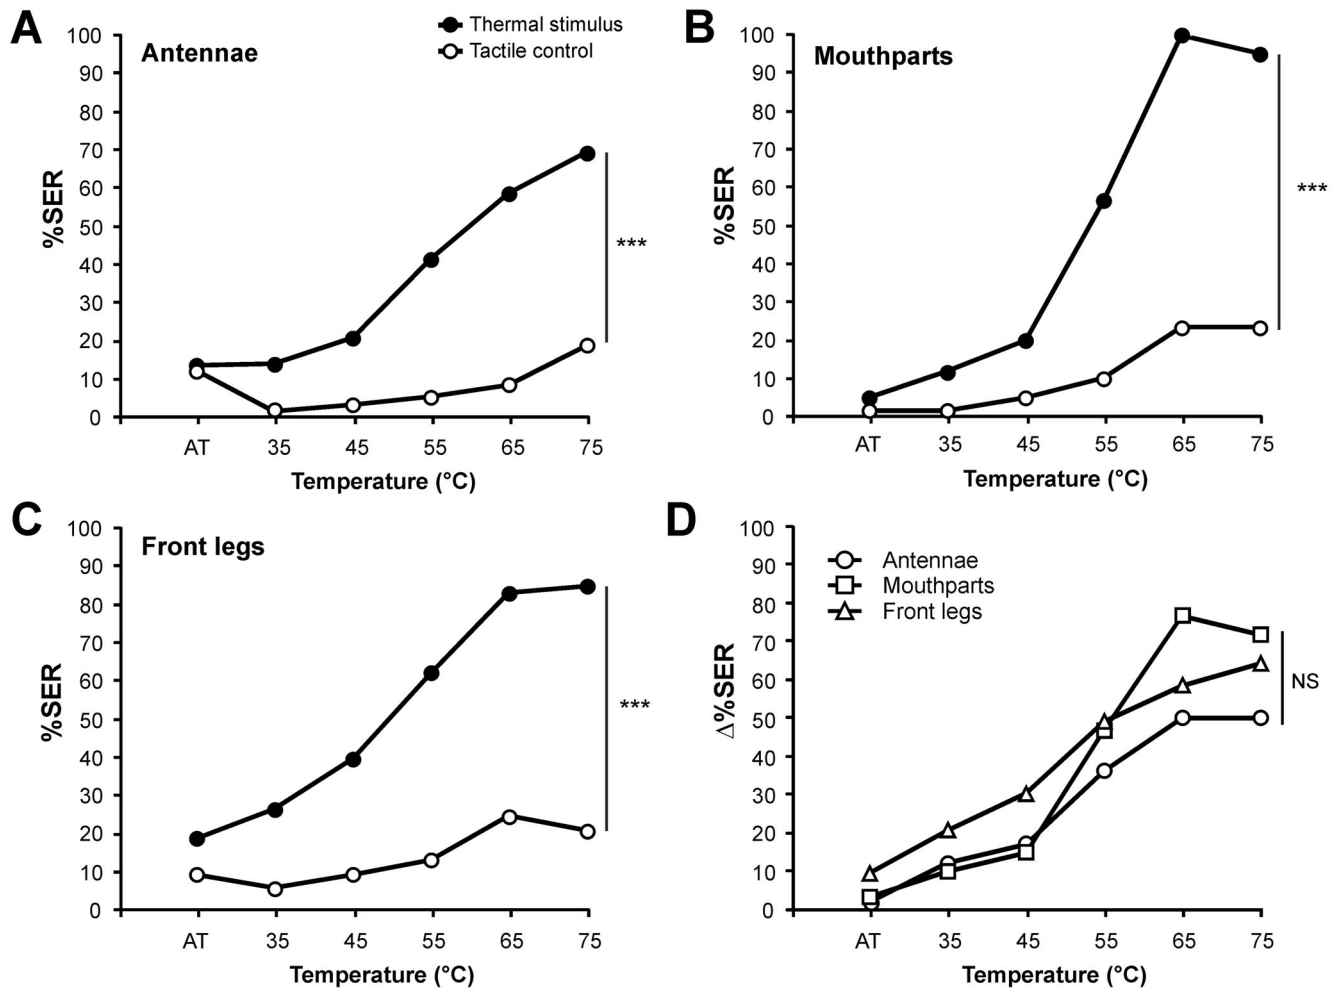 A
Antennae
Thermal stimulus
Tactile control
%SER
100
90
80
70
60
50
40
30
20
10
0
***
AT 35 45 55 65 75
Temperature (°C)
B
Mouthparts
%SER
100
90
80
70
60
50
40
30
20
10
0
***
AT 35 45 55 65 75
Temperature (°C)
C
Front legs
%SER
100
90
80
70
60
50
40
30
20
10
0
***
AT 35 45 55 65 75
Temperature (°C)
D
Antennae
Mouthparts
Front legs
Δ%SER
100
90
80
70
60
50
40
30
20
10
0
NS
AT 35 45 55 65 75
Temperature (°C)